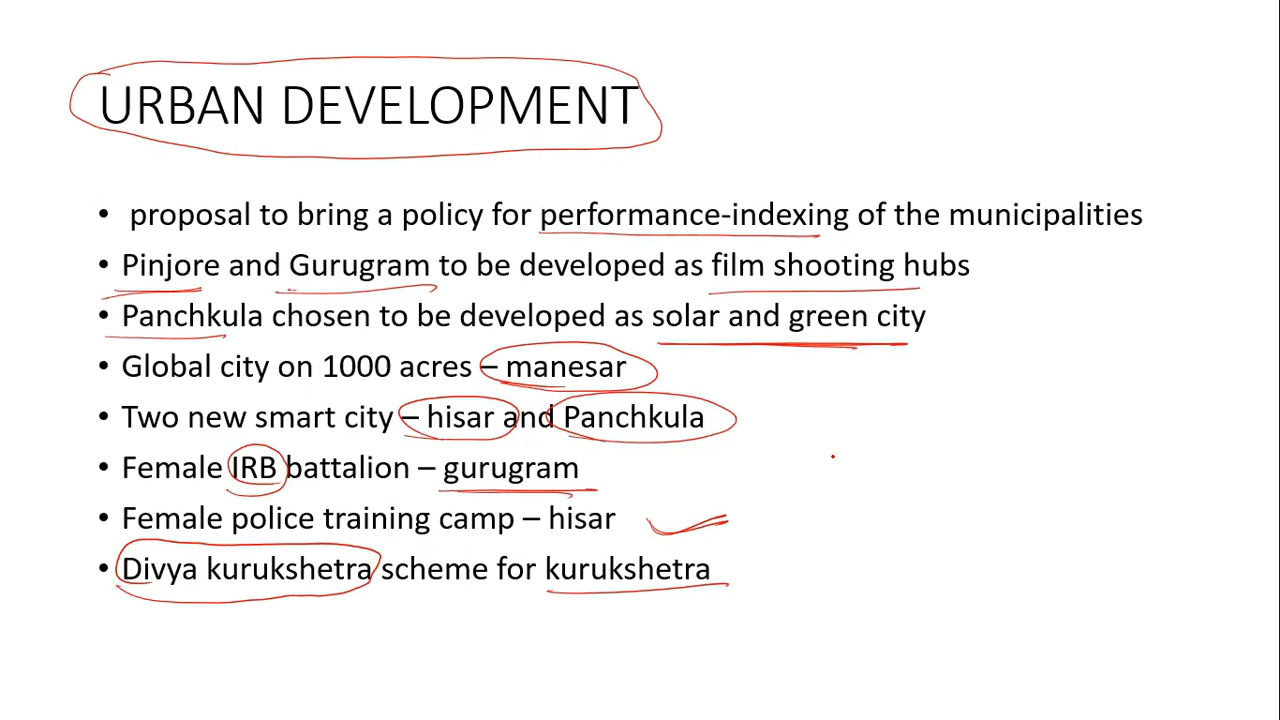 URBAN DEVELOPMENT
• proposal to bring a policy for performance-indexing of the municipalities
• Pinjore and Gurugram to be developed as film shooting hubs
• Panchkula chosen to be developed as solar and green city
• Global city on 1000 acres – manesar
• Two new smart city – hisar and Panchkula
• Female IRB battalion – gurugram
• Female police training camp – hisar
• Divya kurukshetra scheme for kurukshetra